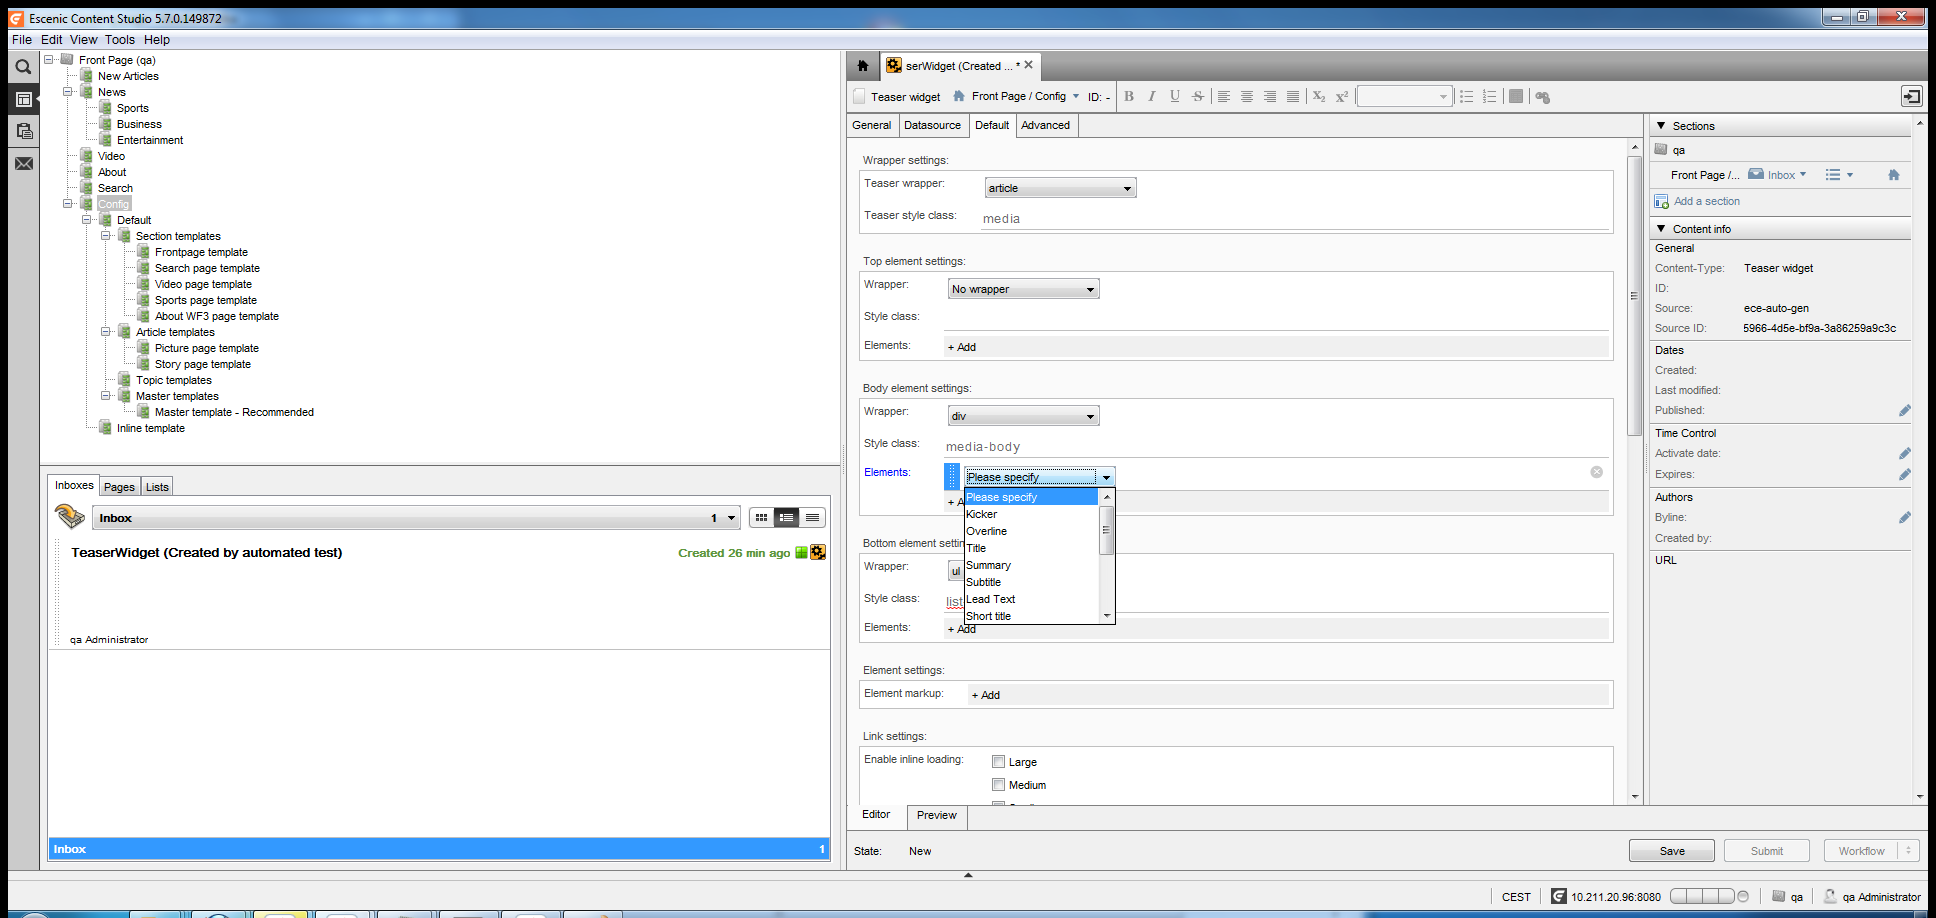 Escenic Content Studio 5.7.0.149872
File Edit View Tools Help
Front Page (qa)
New Articles
News
Sports
Business
Entertainment
Video
About
Search
Config
Default
Section templates
Frontpage template
Search page template
Video page template
Sports page template
About WF3 page template
Article templates
Picture page template
Story page template
Topic templates
Master templates
Master template - Recommended
Inline template
Inboxes Pages Lists
Inbox 1
TeaserWidget (Created by automated test) Created 26 min ago
qa Administrator
Inbox 1
serWidget (Created ... *
Teaser widget Front Page / Config ID: - B I U S X2 X2
General Datasource Default Advanced
Wrapper settings:
Teaser wrapper: article
Teaser style class: media
Top element settings:
Wrapper: No wrapper
Style class:
Elements: + Add
Body element settings:
Wrapper: div
Style class: media-body
Elements: Please specify
+ A
Please specify
Kicker
Overline
Title
Summary
Subtitle
Lead Text
Short title
Bottom element settin
Wrapper: ul
Style class: list
Elements: + Add
Element settings:
Element markup: + Add
Link settings:
Enable inline loading: Large
Medium
Editor Preview
State: New
Save Submit Workflow
Sections
qa
Front Page /... Inbox
Add a section
Content info
General
Content-Type: Teaser widget
ID:
Source: ece-auto-gen
Source ID: 5966-4d5e-bf9a-3a86259a9c3c
Dates
Created:
Last modified:
Published:
Time Control
Activate date:
Expires:
Authors
Byline:
Created by:
URL
CEST 10.211.20.96:8080 qa qa Administrator